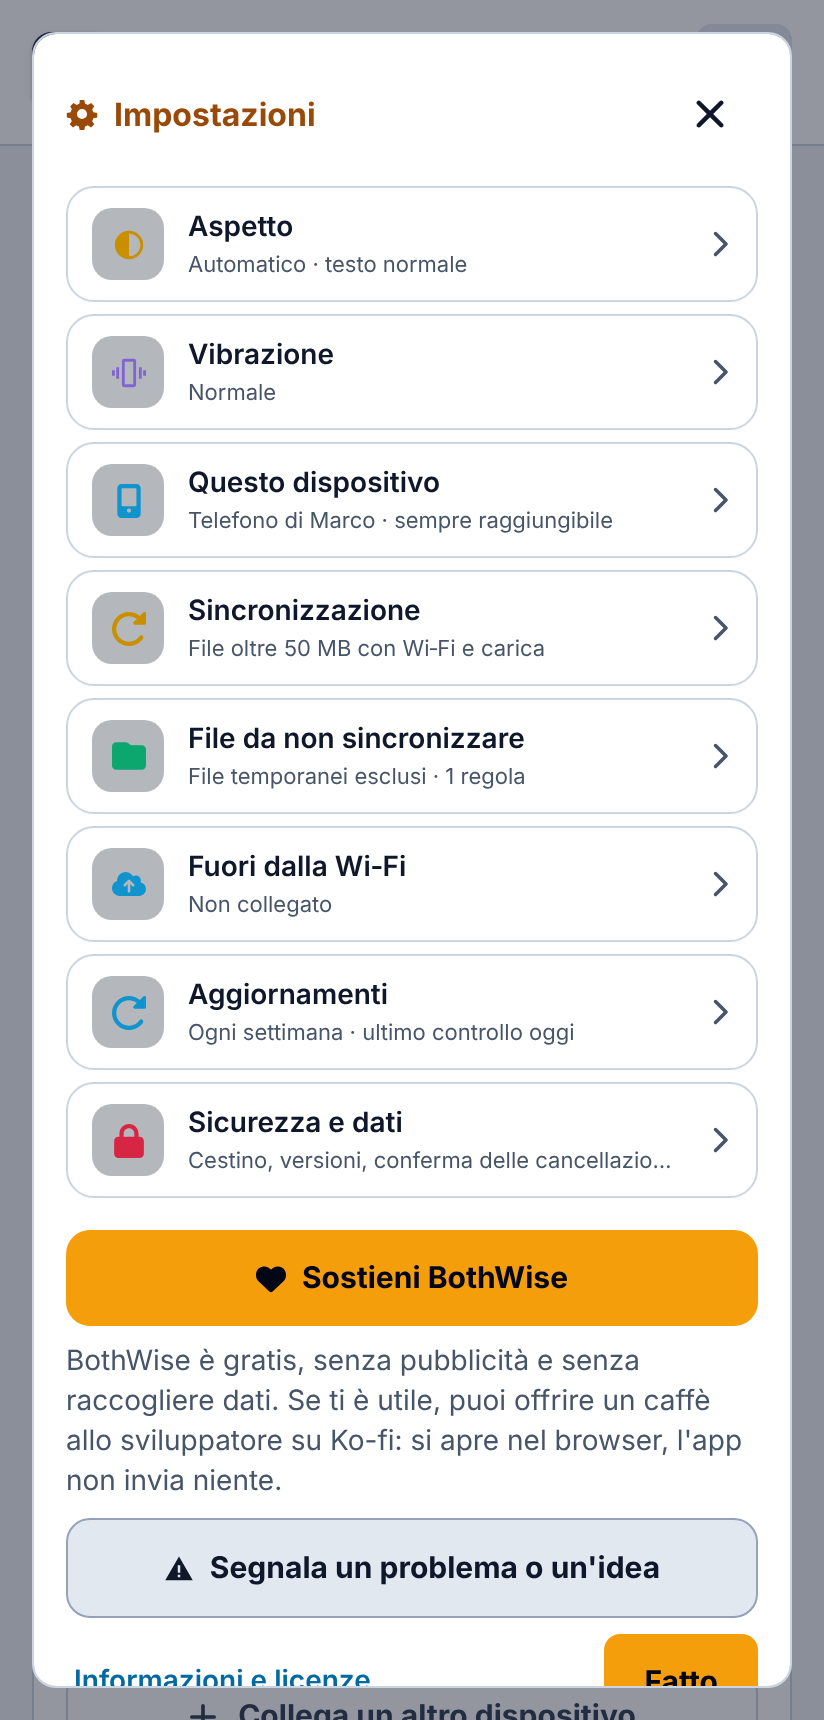 Impostazioni
Aspetto
Automatico · testo normale
Vibrazione
Normale
Questo dispositivo
Telefono di Marco · sempre raggiungibile
Sincronizzazione
File oltre 50 MB con Wi-Fi e carica
File da non sincronizzare
File temporanei esclusi · 1 regola
Fuori dalla Wi-Fi
Non collegato
Aggiornamenti
Ogni settimana · ultimo controllo oggi
Sicurezza e dati
Cestino, versioni, conferma delle cancellazio...
Sostieni BothWise
BothWise è gratis, senza pubblicità e senza
raccogliere dati. Se ti è utile, puoi offrire un caffè
allo sviluppatore su Ko-fi: si apre nel browser, l'app
non invia niente.
Segnala un problema o un'idea
Informazioni e licenze
Fatto
Collega un altro dispositivo